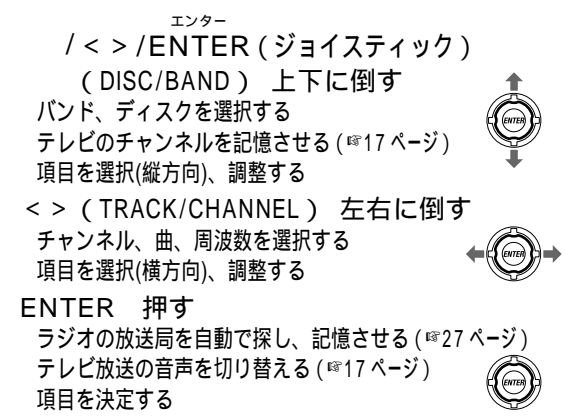 エンター
/ < > /ENTER (ジョイスティック)
(DISC/BAND) 上下に倒す
バンド、ディスクを選択する
テレビのチャンネルを記憶させる (☞17 ページ)
項目を選択(縦方向)、調整する
ENTER
< > (TRACK/CHANNEL) 左右に倒す
チャンネル、曲、周波数を選択する
項目を選択(横方向)、調整する
ENTER
ENTER 押す
ラジオの放送局を自動で探し、記憶させる (☞27 ページ)
テレビ放送の音声を切り替える (☞17 ページ)
項目を決定する
ENTER